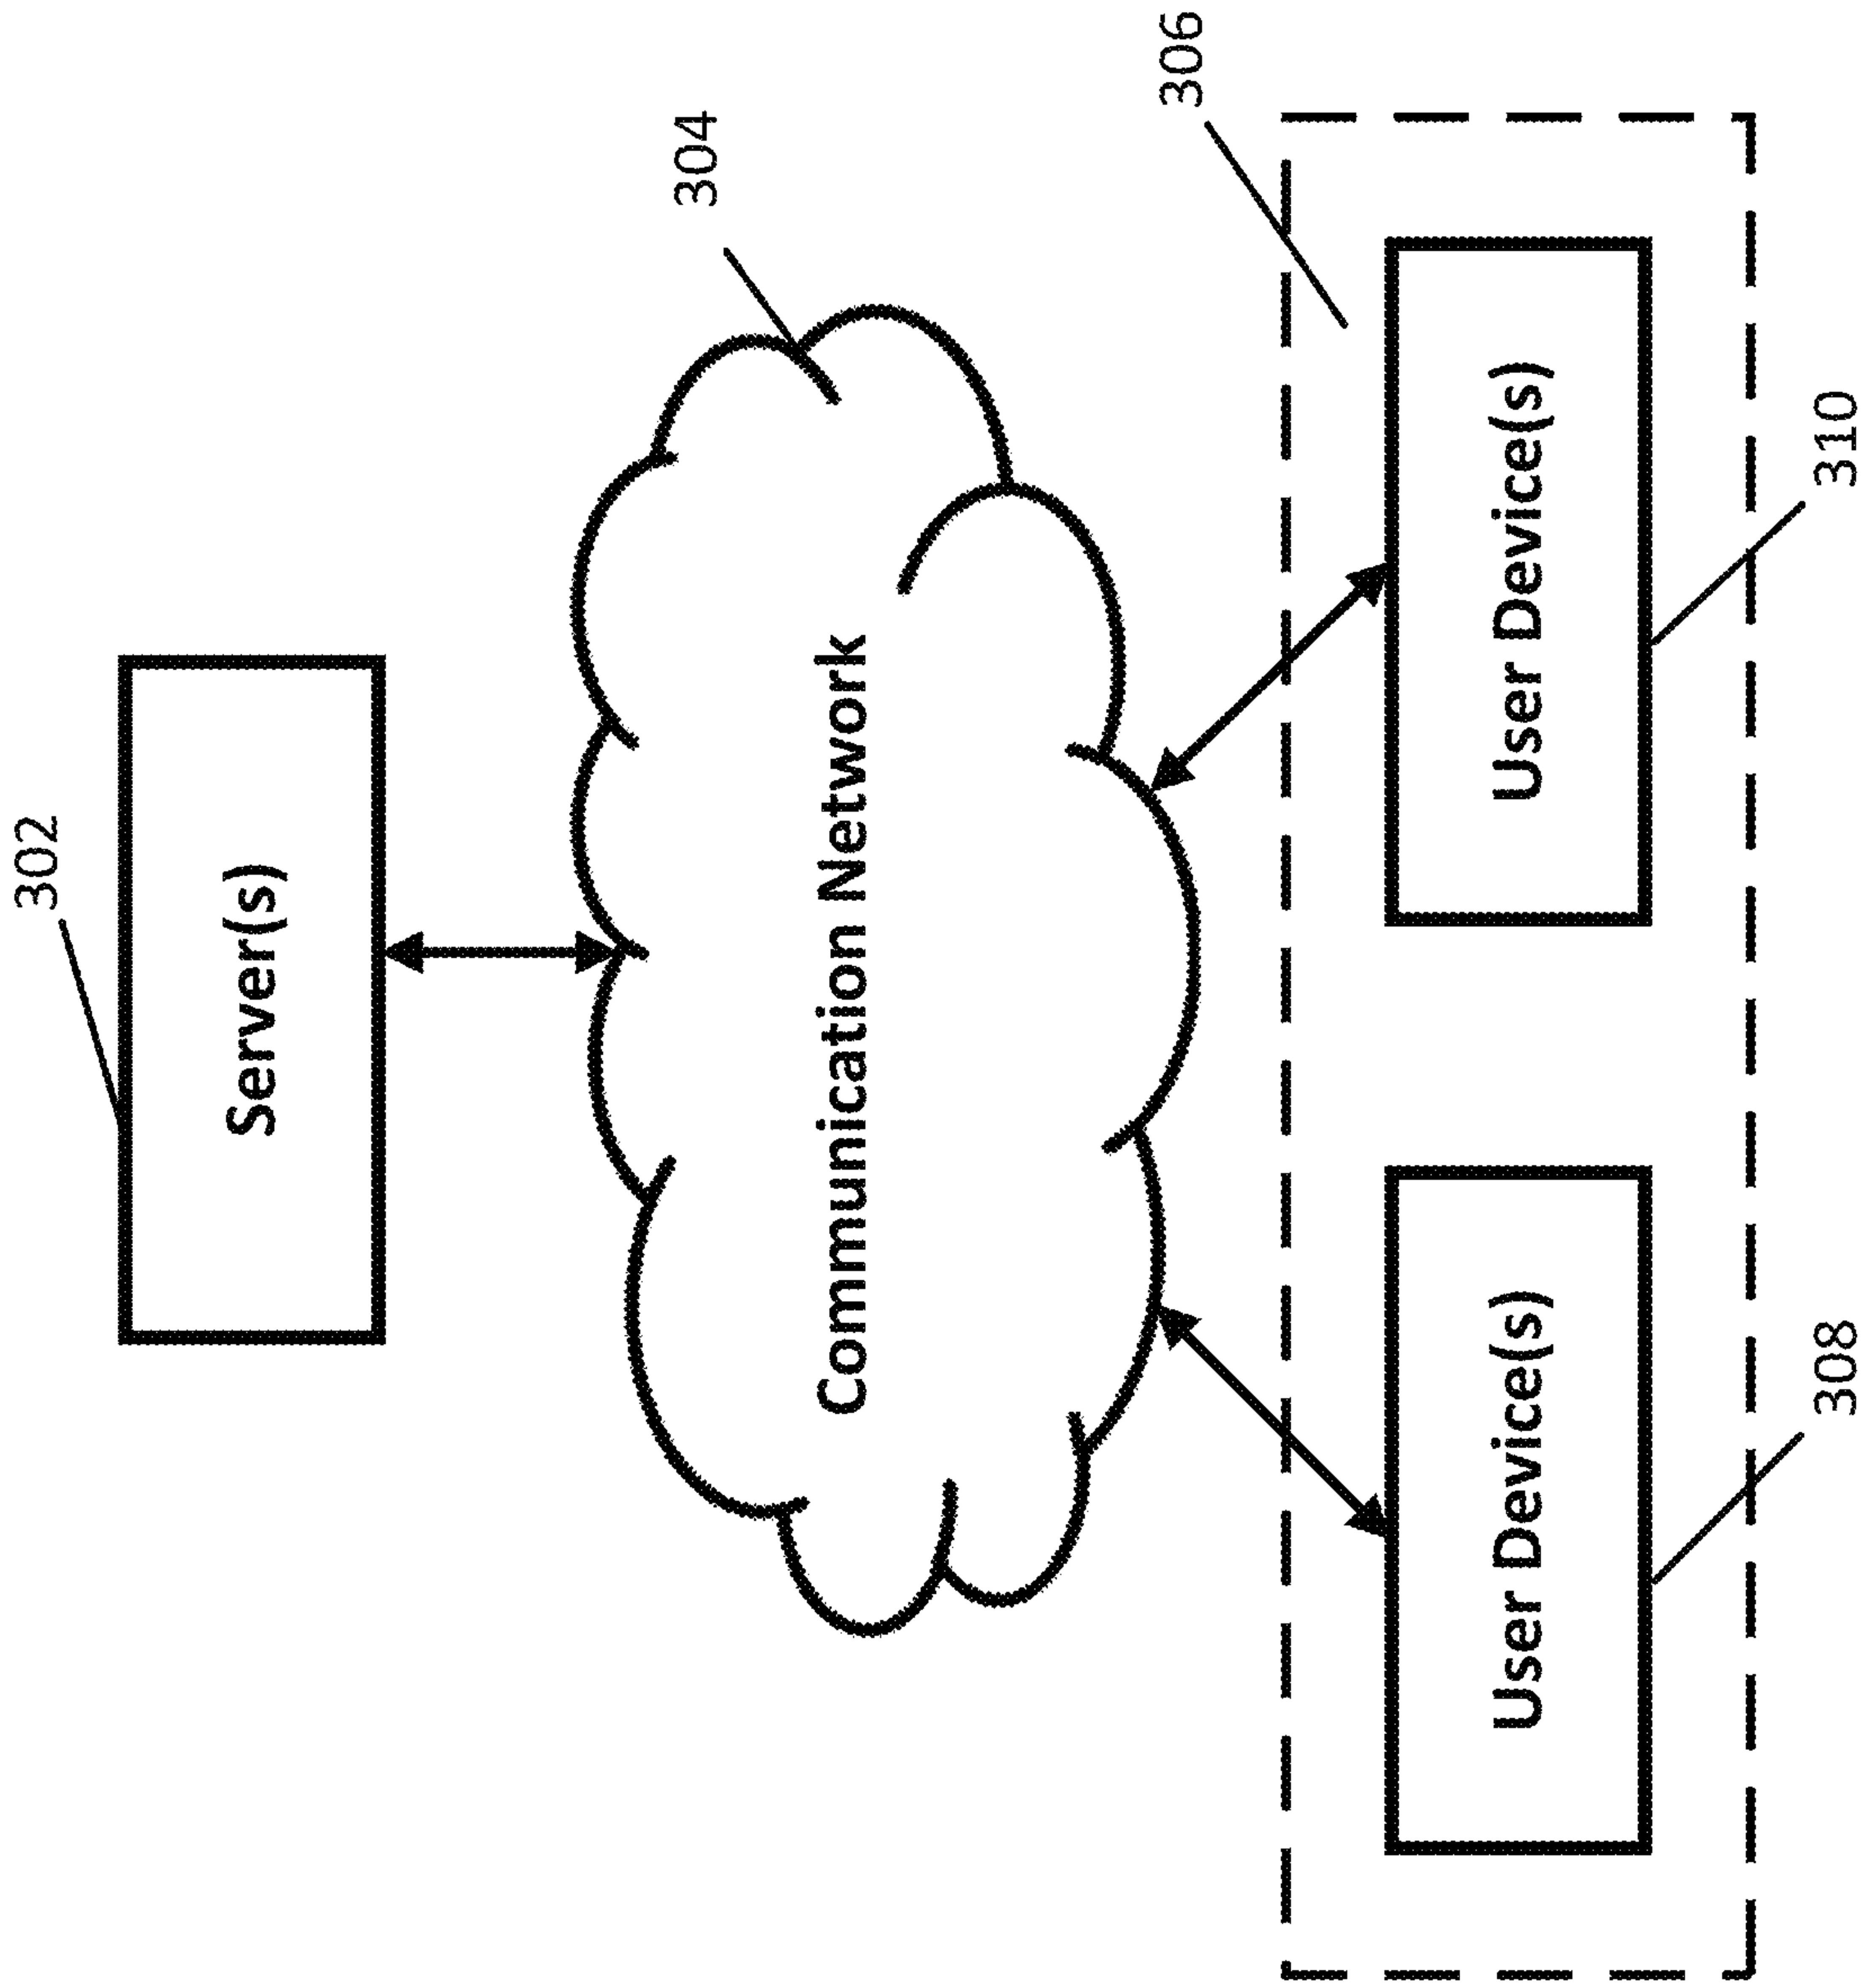 302
Server(s)
304
Communication Network
306
User Device(s)
308
User Device(s)
310